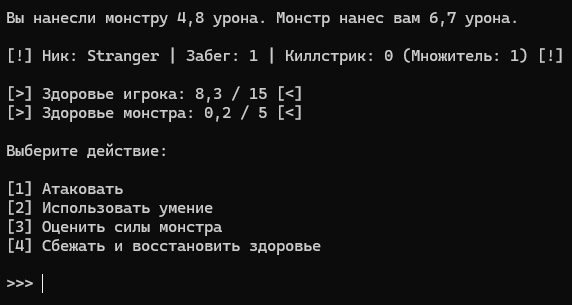 Вы нанесли монстру 4,8 урона. Монстр нанес вам 6,7 урона.
[!] Ник: Stranger | Забег: 1 | Киллстрик: 0 (Множитель: 1) [!]
[>] Здоровье игрока: 8,3 / 15 [<]
[>] Здоровье монстра: 0,2 / 5 [<]
Выберите действие:
[1] Атаковать
[2] Использовать умение
[3] Оценить силы монстра
[4] Сбежать и восстановить здоровье
>>>